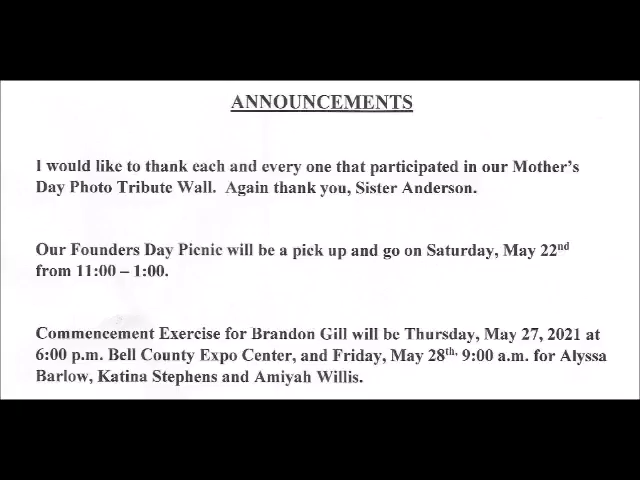 ANNOUNCEMENTS
I would like to thank each and every one that participated in our Mother's
Day Photo Tribute Wall.  Again thank you, Sister Anderson.
Our Founders Day Picnic will be a pick up and go on Saturday, May 22nd
from 11:00 – 1:00.
Commencement Exercise for Brandon Gill will be Thursday, May 27, 2021 at
6:00 p.m. Bell County Expo Center, and Friday, May 28th, 9:00 a.m. for Alyssa
Barlow, Katina Stephens and Amiyah Willis.